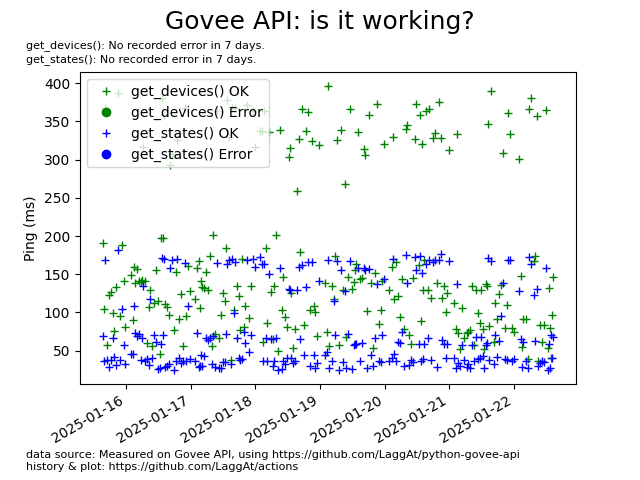 Govee API: is it working?
get_devices(): No recorded error in 7 days.
get_states(): No recorded error in 7 days.
get_devices() OK
get_devices() Error
get_states() OK
get_states() Error
Ping (ms)
400
350
300
250
200
150
100
50
2025-01-16
2025-01-17
2025-01-18
2025-01-19
2025-01-20
2025-01-21
2025-01-22
data source: Measured on Govee API, using https://github.com/LaggAt/python-govee-api
history & plot: https://github.com/LaggAt/actions